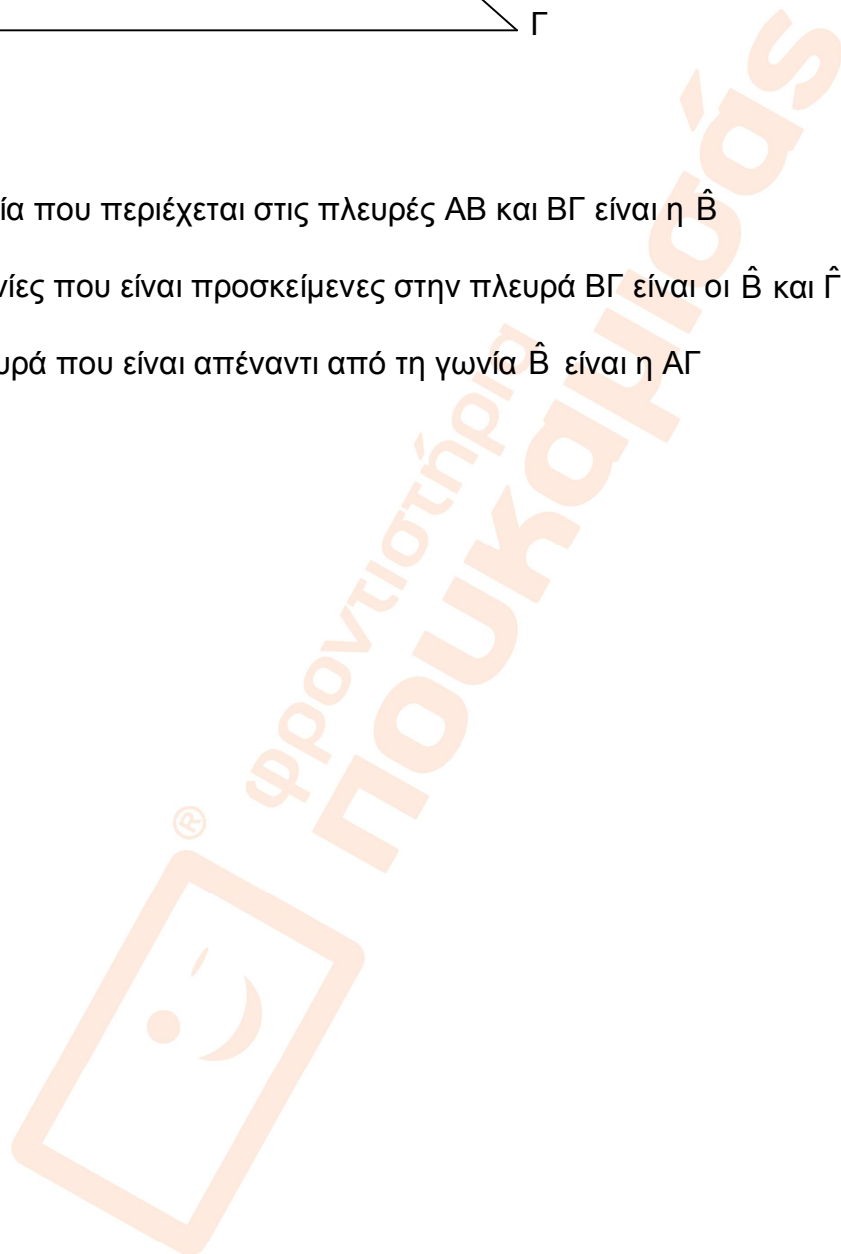 Γ
ία που περιέχεται στις πλευρές ΑΒ και ΒΓ είναι η Β̂
νίες που είναι προσκείμενες στην πλευρά ΒΓ είναι οι Β̂ και Γ̂
υρά που είναι απέναντι από τη γωνία Β̂ είναι η ΑΓ
φροντιστήρια
πουκαμισάς
®